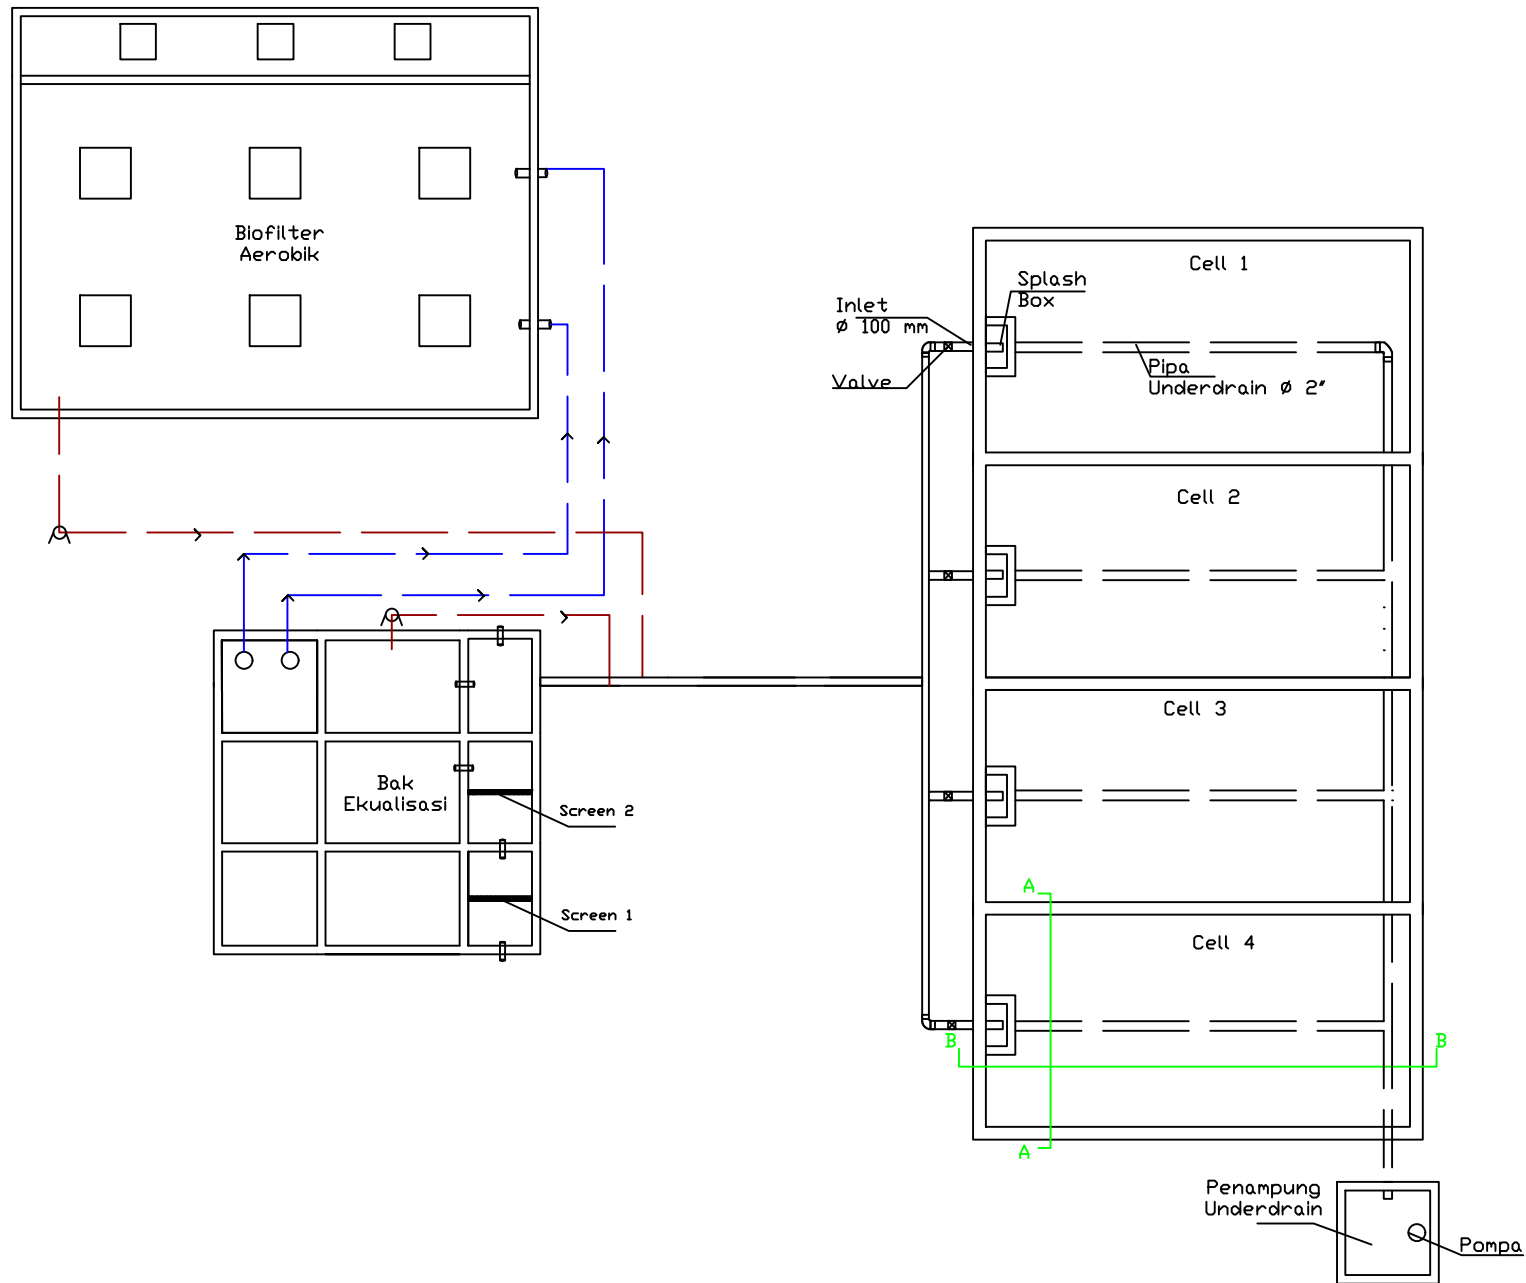 Biofilter
Aerobik
Cell 1
Splash
Box
Inlet
Ø 100 mm
Valve
Pipa
Underdrain Ø 2"
Cell 2
Cell 3
Bak
Ekualisasi
Screen 2
Screen 1
A
Cell 4
B
B
A
Penampung
Underdrain
Pompa